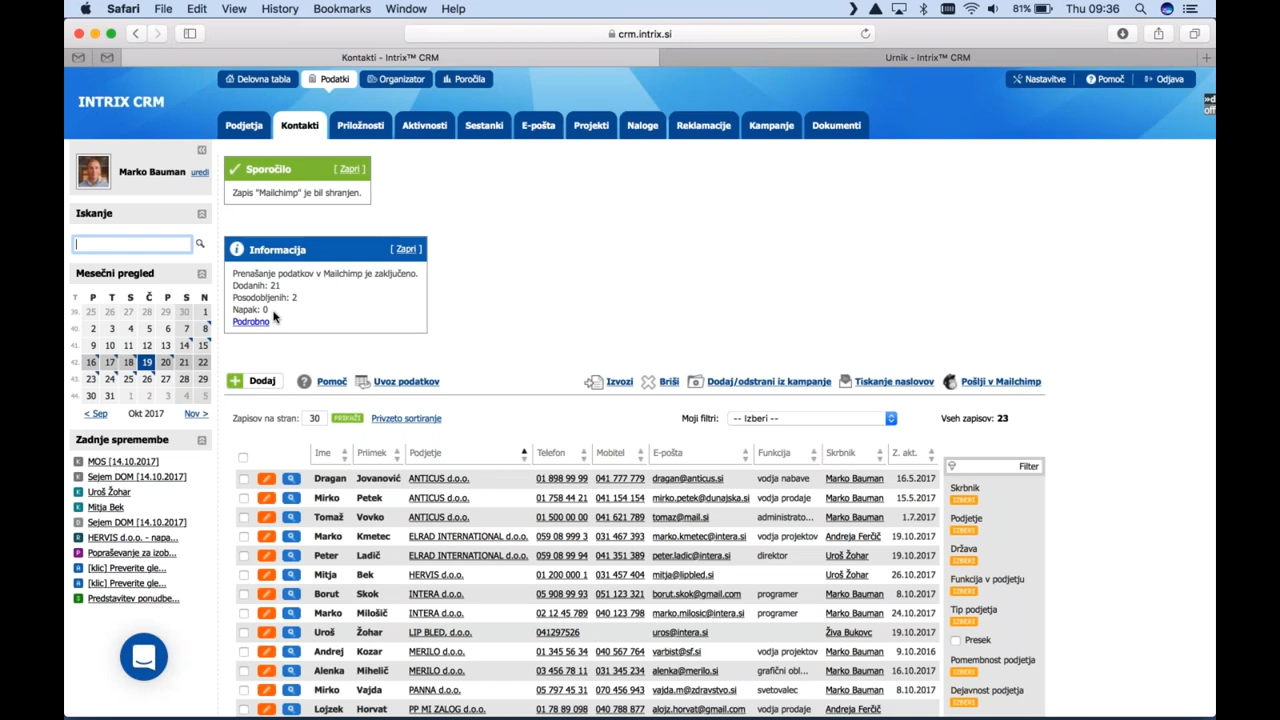 Safari File Edit View History Bookmarks Window Help 81% Thu 09:36
crm.intrix.si
Kontakti - Intrix™ CRM Urnik - Intrix™ CRM
INTRIX CRM
Delovna tabla Podatki Organizator Poročila Nastavitve Pomoč Odjava
Podjetja Kontakti Priložnosti Aktivnosti Sestanki E-pošta Projekti Naloge Reklamacije Kampanje Dokumenti
Marko Bauman uredi
Iskanje
Mesečni pregled
T P T S Č P S N
39. 25 26 27 28 29 30 1
40. 2 3 4 5 6 7 8
41. 9 10 11 12 13 14 15
42. 16 17 18 19 20 21 22
43. 23 24 25 26 27 28 29
44. 30 31 1 2 3 4 5
< Sep Okt 2017 Nov >
Zadnje spremembe
MOS [14.10.2017]
Sejem DOM [14.10.2017]
Uroš Žohar
Mitja Bek
Sejem DOM [14.10.2017]
HERVIS d.o.o. - napa...
Popraševanje za izob...
[klic] Preverite gle...
[klic] Preverite gle...
Predstavitev ponudbe...
Sporočilo [ Zapri ]
Zapis "Mailchimp" je bil shranjen.
Informacija [ Zapri ]
Prenašanje podatkov v Mailchimp je zaključeno.
Dodanih: 21
Posodobljenih: 2
Napak: 0
Podrobno
Dodaj Pomoč Uvoz podatkov Izvozi Briši Dodaj/odstrani iz kampanje Tiskanje naslovov Pošlji v Mailchimp
Zapisov na stran: 30 PRIKAŽI Privzeto sortiranje Moji filtri: -- Izberi -- Vseh zapisov: 23
Ime Priimek Podjetje Telefon Mobitel E-pošta Funkcija Skrbnik Z. akt.
Dragan Jovanović ANTICUS d.o.o. 01 898 99 99 041 777 779 dragan@anticus.si vodja nabave Marko Bauman 16.5.2017
Mirko Petek ANTICUS d.o.o. 01 758 44 21 041 154 154 mirko.petek@dunajska.si vodja prodaje Marko Bauman 15.5.2017
Tomaž Vovko ANTICUS d.o.o. 01 500 00 00 041 621 789 tomaz@mail.si administrato... Marko Bauman 1.7.2017
Marko Kmetec ELRAD INTERNATIONAL d.o.o. 059 08 999 3 031 467 393 marko.kmetec@intera.si vodja projektov Andreja Ferčič 19.10.2017
Peter Ladič ELRAD INTERNATIONAL d.o.o. 059 08 99 94 041 351 389 peter.ladic@intera.si direktor Uroš Žohar 19.10.2017
Mitja Bek HERVIS d.o.o. 01 200 000 1 031 457 404 mitja@lipbled.si Uroš Žohar 26.10.2017
Borut Skok INTERA d.o.o. 05 908 99 93 051 123 321 borut.skok@gmail.com programer Marko Bauman 8.10.2017
Marko Milošič INTERA d.o.o. 02 12 45 789 040 123 798 marko.milosic@intera.si programer Marko Bauman 24.10.2017
Uroš Žohar LIP BLED, d.o.o. 041297526 uros@intera.si Živa Bukovc 19.10.2017
Andrej Kozar MERILO d.o.o. 01 345 56 34 040 567 764 varbist@sf.si vodja projektov Marko Bauman 9.10.2016
Alenka Mihelič MERILO d.o.o. 03 456 78 11 031 345 234 alenka@merilo.si grafični obl... Marko Bauman 16.10.2017
Mirko Vajda PANNA d.o.o. 05 797 45 31 070 456 943 vajda.m@zdravstvo.si svetovalec Marko Bauman 8.10.2017
Lojzek Horvat PP MI ZALOG d.o.o. 01 789 08 098 040 788 877 alojz.horvat@gmail.com vodja prodaje Andreja Ferčič
Filter
Skrbnik
IZBERI
Podjetje
IZBERI
Država
IZBERI
Funkcija v podjetju
IZBERI
Tip podjetja
IZBERI
Presek
Pomembnost podjetja
IZBERI
Dejavnost podjetja
IZBERI